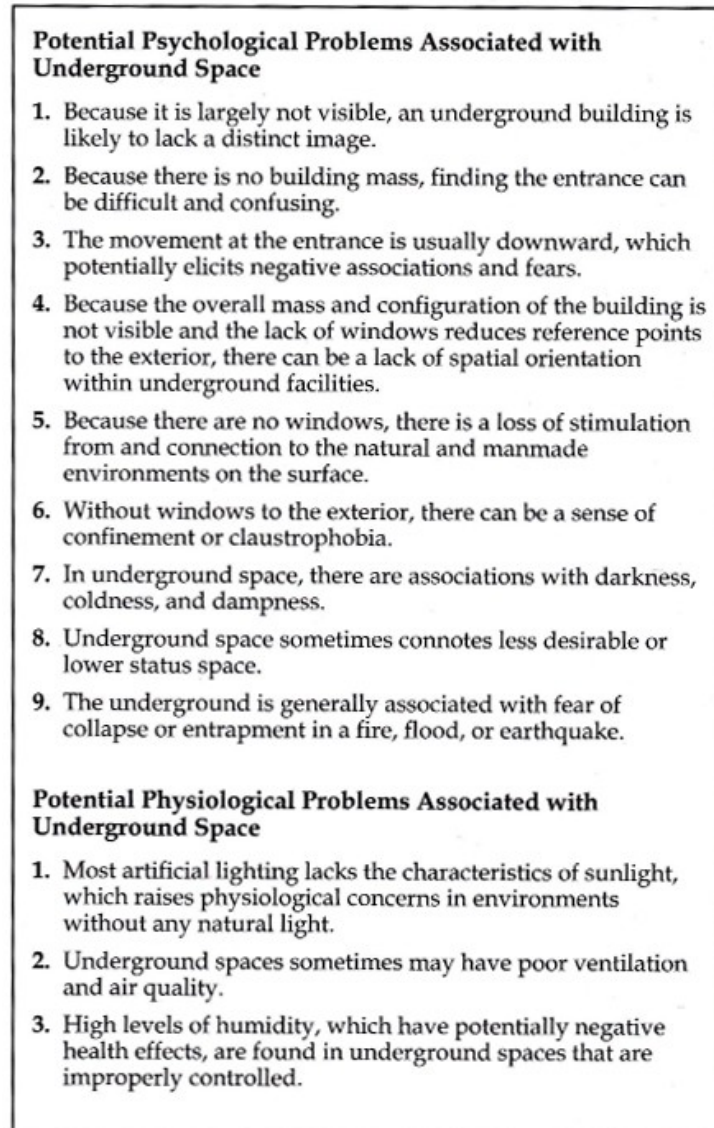 Potential Psychological Problems Associated with
Underground Space
1. Because it is largely not visible, an underground building is
likely to lack a distinct image.
2. Because there is no building mass, finding the entrance can
be difficult and confusing.
3. The movement at the entrance is usually downward, which
potentially elicits negative associations and fears.
4. Because the overall mass and configuration of the building is
not visible and the lack of windows reduces reference points
to the exterior, there can be a lack of spatial orientation
within underground facilities.
5. Because there are no windows, there is a loss of stimulation
from and connection to the natural and manmade
environments on the surface.
6. Without windows to the exterior, there can be a sense of
confinement or claustrophobia.
7. In underground space, there are associations with darkness,
coldness, and dampness.
8. Underground space sometimes connotes less desirable or
lower status space.
9. The underground is generally associated with fear of
collapse or entrapment in a fire, flood, or earthquake.
Potential Physiological Problems Associated with
Underground Space
1. Most artificial lighting lacks the characteristics of sunlight,
which raises physiological concerns in environments
without any natural light.
2. Underground spaces sometimes may have poor ventilation
and air quality.
3. High levels of humidity, which have potentially negative
health effects, are found in underground spaces that are
improperly controlled.